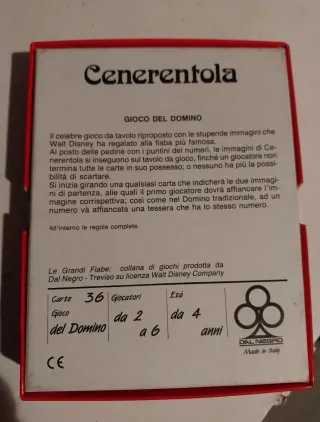 Cenerentola
GIOCO DEL DOMINO
Il celebre gioco da tavolo riproposto con le stupende immagini che
Walt Disney ha regalato alla fiaba più famosa.
Al posto delle pedine con i puntini dei numeri, le immagini di Ce-
nerentola si inseguono sul tavolo da gioco, finché un giocatore non
termina tutte le carte in suo possesso; o nessuno ha più la possi-
bilità di scartare.
Si inizia girando una qualsiasi carta che indicherà le due immagi-
ni di partenza, alle quali il primo giocatore dovrà affiancare l'im-
magine corrispettiva; così come nel Domino tradizionale, ad un
numero và affiancata una tessera che ha lo stesso numero.
All'interno le regole complete.
Le Grandi Fiabe: collana di giochi prodotta da
Dal Negro - Treviso su licenza Walt Disney Company
Carte 36
Gioco
del Domino
Giocatori
da 2
a 6
Età
da 4
anni
CE
DAL NEGRO
Made in Italy